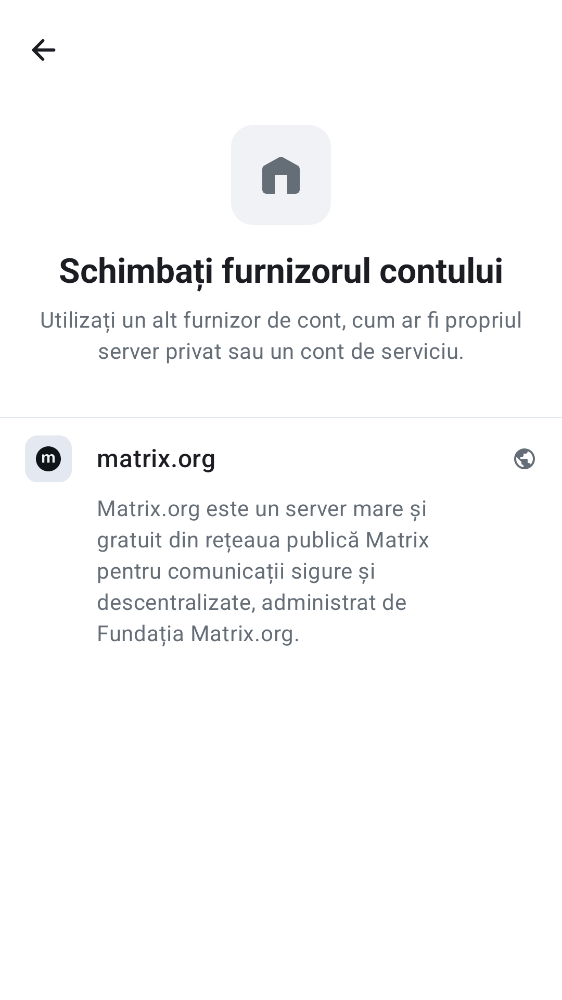 Schimbați furnizorul contului
Utilizați un alt furnizor de cont, cum ar fi propriul
server privat sau un cont de serviciu.
m
matrix.org
Matrix.org este un server mare și
gratuit din rețeaua publică Matrix
pentru comunicații sigure și
descentralizate, administrat de
Fundația Matrix.org.